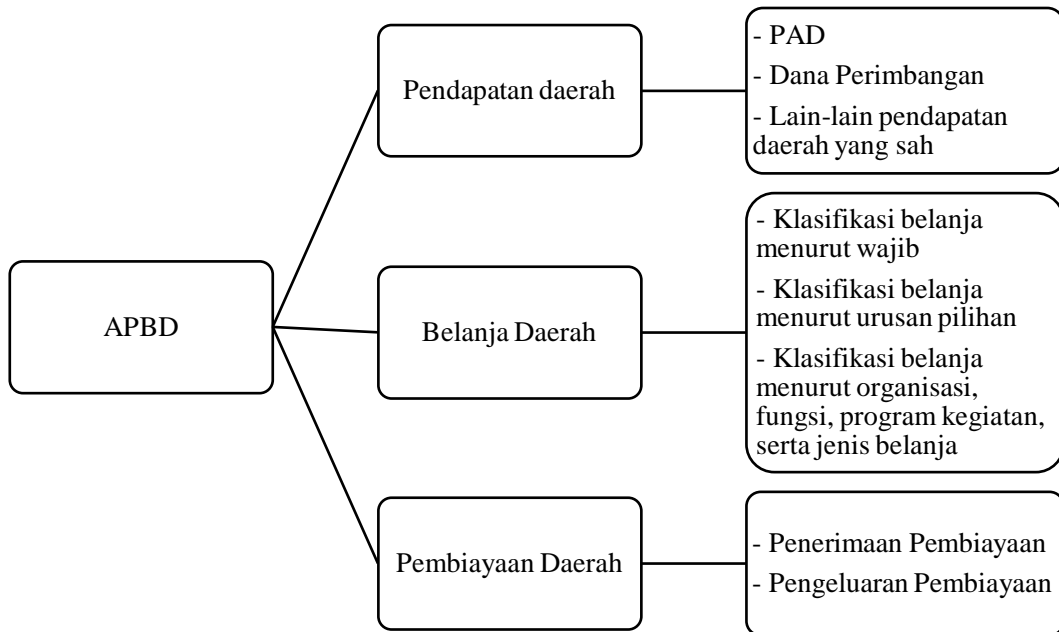 APBD
Pendapatan daerah
- PAD
- Dana Perimbangan
- Lain-lain pendapatan
daerah yang sah
Belanja Daerah
- Klasifikasi belanja
menurut wajib
- Klasifikasi belanja
menurut urusan pilihan
- Klasifikasi belanja
menurut organisasi,
fungsi, program kegiatan,
serta jenis belanja
Pembiayaan Daerah
- Penerimaan Pembiayaan
- Pengeluaran Pembiayaan